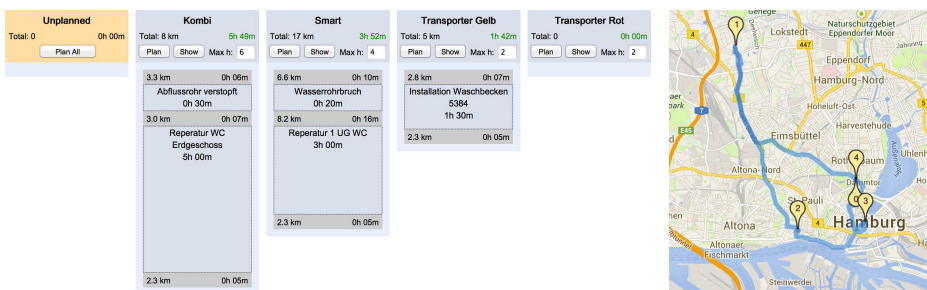 Unplanned
Total: 0 0h 00m
Plan All
Kombi
Total: 8 km 5h 49m
Plan Show Max h: 6
3.3 km 0h 06m
Abflussrohr verstopft
0h 30m
3.0 km 0h 07m
Reperatur WC
Erdgeschoss
5h 00m
2.3 km 0h 05m
Smart
Total: 17 km 3h 52m
Plan Show Max h: 4
6.6 km 0h 10m
Wasserrohrbruch
0h 20m
8.2 km 0h 16m
Reperatur 1 UG WC
3h 00m
2.3 km 0h 05m
Transporter Gelb
Total: 5 km 1h 42m
Plan Show Max h: 2
2.8 km 0h 07m
Installation Waschbecken
5384
1h 30m
2.3 km 0h 05m
Transporter Rot
Total: 0 0h 00m
Plan Show Max h: 2
1
4
Lokstedt
447
Naturschutzgebiet
Eppendorfer Moor
Jahnring
Eppendorf
Hamburg-Nord
7
E45
Hoheluft-Ost
5
Harvestehude
Eimsbüttel
Altona-Nord
4
Dammtor
0
3
2
St. Pauli
4
Hamburg
Altona
Altonaer
Fischmarkt
Steinwerder